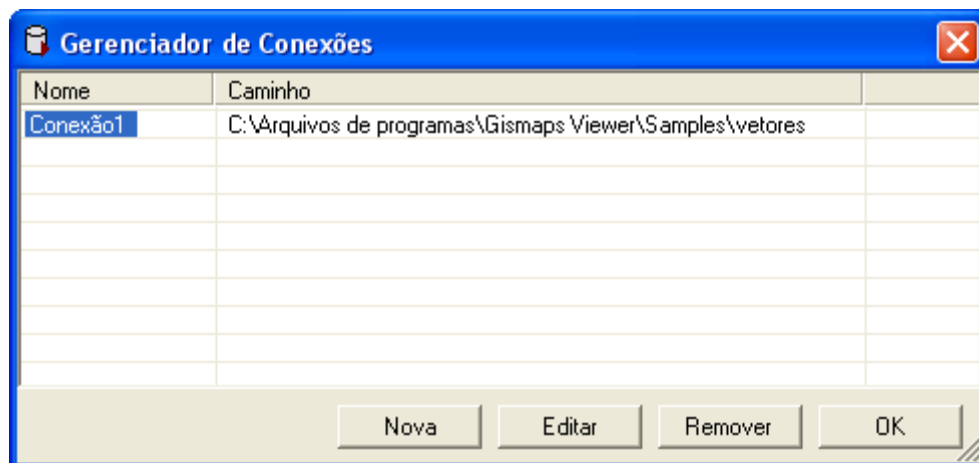 Gerenciador de Conexões
Nome Caminho
Conexão1 C:\Arquivos de programas\Gismaps Viewer\Samples\vetores
Nova Editar Remover OK